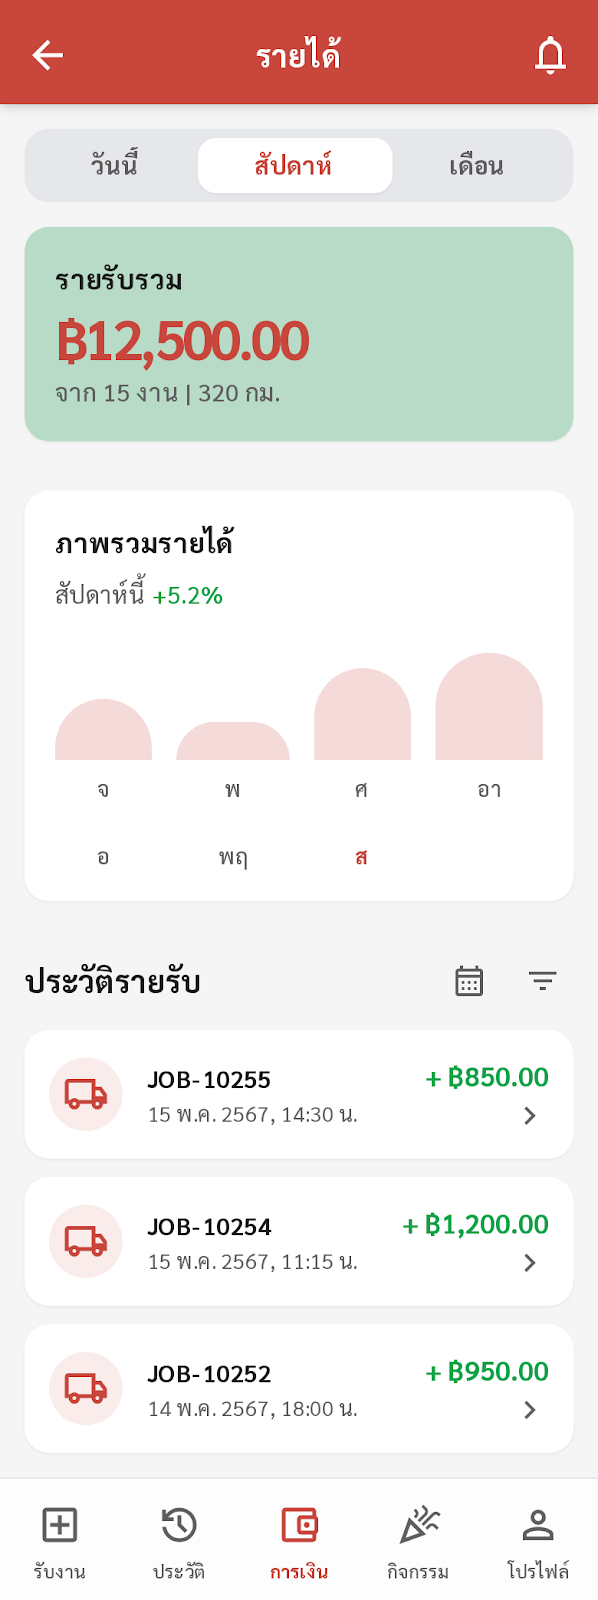 รายได้
วันนี้ สัปดาห์ เดือน
รายรับรวม
฿12,500.00
จาก 15 งาน | 320 กม.
ภาพรวมรายได้
สัปดาห์นี้ +5.2%
จ พ ศ อา
อ พฤ ส
ประวัติรายรับ
JOB-10255 + ฿850.00
15 พ.ค. 2567, 14:30 น.
JOB-10254 + ฿1,200.00
15 พ.ค. 2567, 11:15 น.
JOB-10252 + ฿950.00
14 พ.ค. 2567, 18:00 น.
รับงาน ประวัติ การเงิน กิจกรรม โปรไฟล์